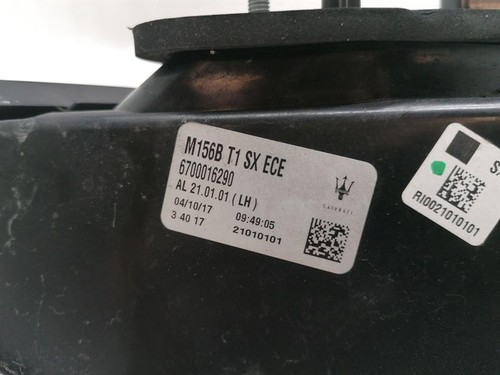 M156B T1 SX ECE
6700016290
AL 21.01.01 (LH)
04/10/17 09:49:05
3 40 17 21010101
MASERATI
S
RI0021010101